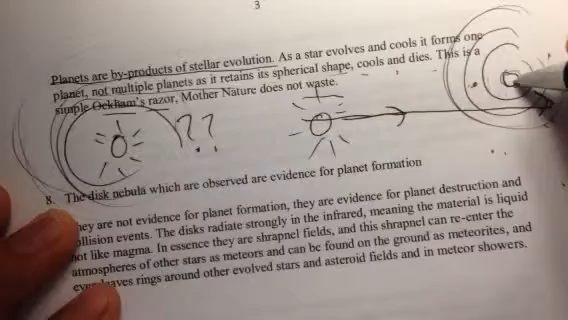 3
Planets are by-products of stellar evolution. As a star evolves and cools it forms one
planet, not multiple planets as it retains its spherical shape, cools and dies. This is a
simple Ockham's razor, Mother Nature does not waste.
??
8. The disk nebula which are observed are evidence for planet formation
hey are not evidence for planet formation, they are evidence for planet destruction and
ollision events. The disks radiate strongly in the infrared, meaning the material is liquid
hot like magma. In essence they are shrapnel fields, and this shrapnel can re-enter the
atmospheres of other stars as meteors and can be found on the ground as meteorites, and
leaves rings around other evolved stars and asteroid fields and in meteor showers.